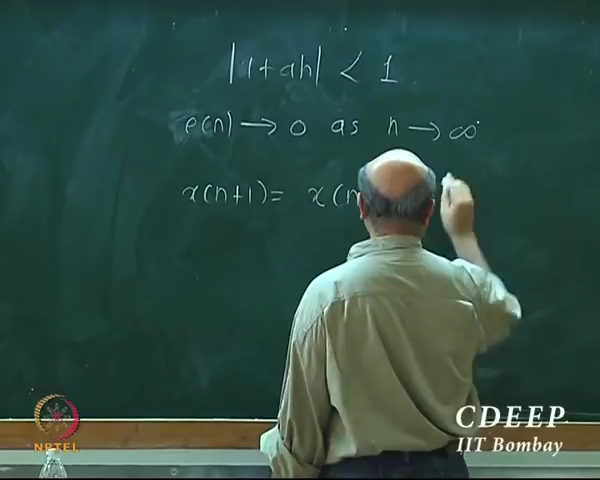 |1+ah| < 1
e(n) → 0 as n → ∞
x(n+1) = x(n
NPTEL
CDEEP
IIT Bombay